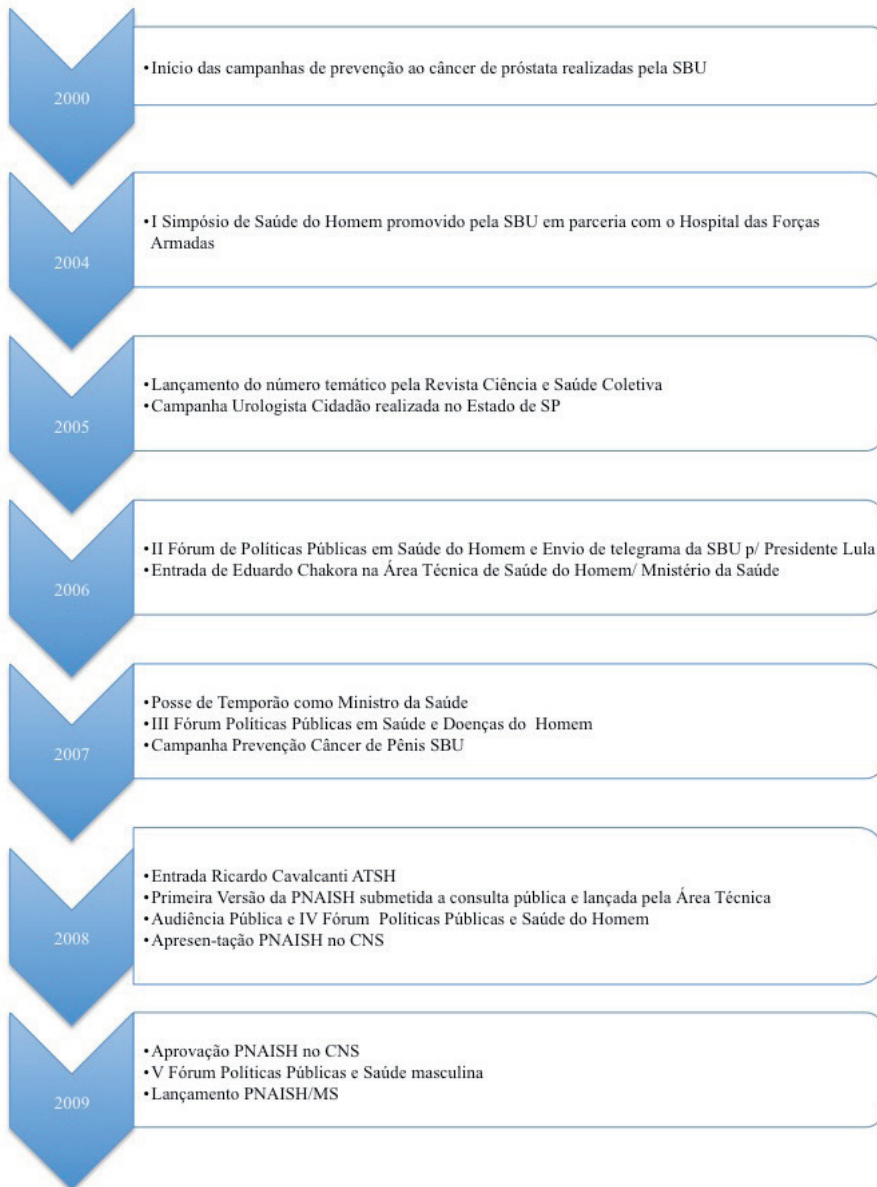 2000
•Início das campanhas de prevenção ao câncer de próstata realizadas pela SBU
2004
•I Simpósio de Saúde do Homem promovido pela SBU em parceria com o Hospital das Forças
Armadas
2005
•Lançamento do número temático pela Revista Ciência e Saúde Coletiva
•Campanha Urologista Cidadão realizada no Estado de SP
2006
•II Fórum de Políticas Públicas em Saúde do Homem e Envio de telegrama da SBU p/ Presidente Lula
•Entrada de Eduardo Chakora na Área Técnica de Saúde do Homem/ Mnistério da Saúde
2007
•Posse de Temporão como Ministro da Saúde
•III Fórum Políticas Públicas em Saúde e Doenças do Homem
•Campanha Prevenção Câncer de Pênis SBU
2008
•Entrada Ricardo Cavalcanti ATSH
•Primeira Versão da PNAISH submetida a consulta pública e lançada pela Área Técnica
•Audiência Pública e IV Fórum Políticas Públicas e Saúde do Homem
•Apresen-tação PNAISH no CNS
2009
•Aprovação PNAISH no CNS
•V Fórum Políticas Públicas e Saúde masculina
•Lançamento PNAISH/MS